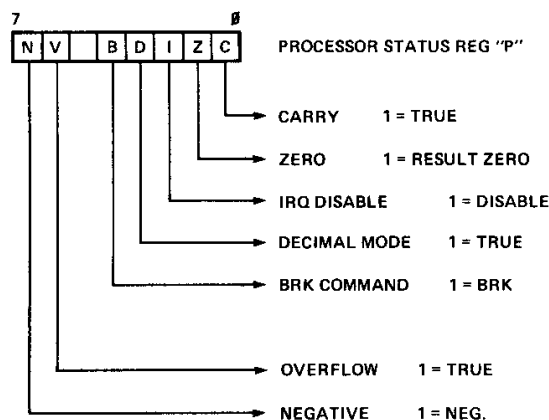 7 0
N V B D I Z C PROCESSOR STATUS REG "P"
CARRY 1 = TRUE
ZERO 1 = RESULT ZERO
IRQ DISABLE 1 = DISABLE
DECIMAL MODE 1 = TRUE
BRK COMMAND 1 = BRK
OVERFLOW 1 = TRUE
NEGATIVE 1 = NEG.